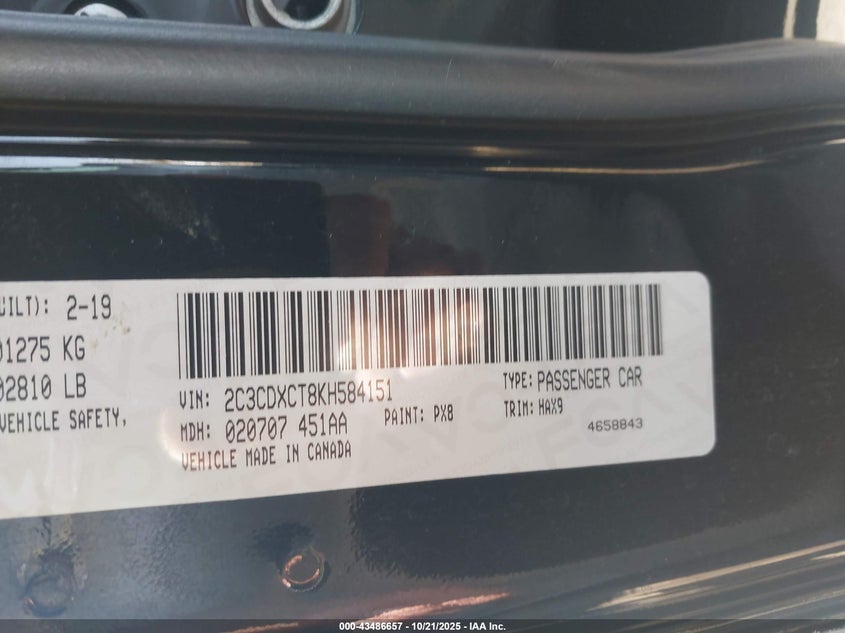 UILT): 2-19
01275 KG
02810 LB
VEHICLE SAFETY,
VIN: 2C3CDXCT8KH584151
TYPE: PASSENGER CAR
MDH: 020707 451AA
PAINT: PX8
TRIM: HAX9
VEHICLE MADE IN CANADA
4658843
000-43486657 - 10/21/2025 - IAA Inc.